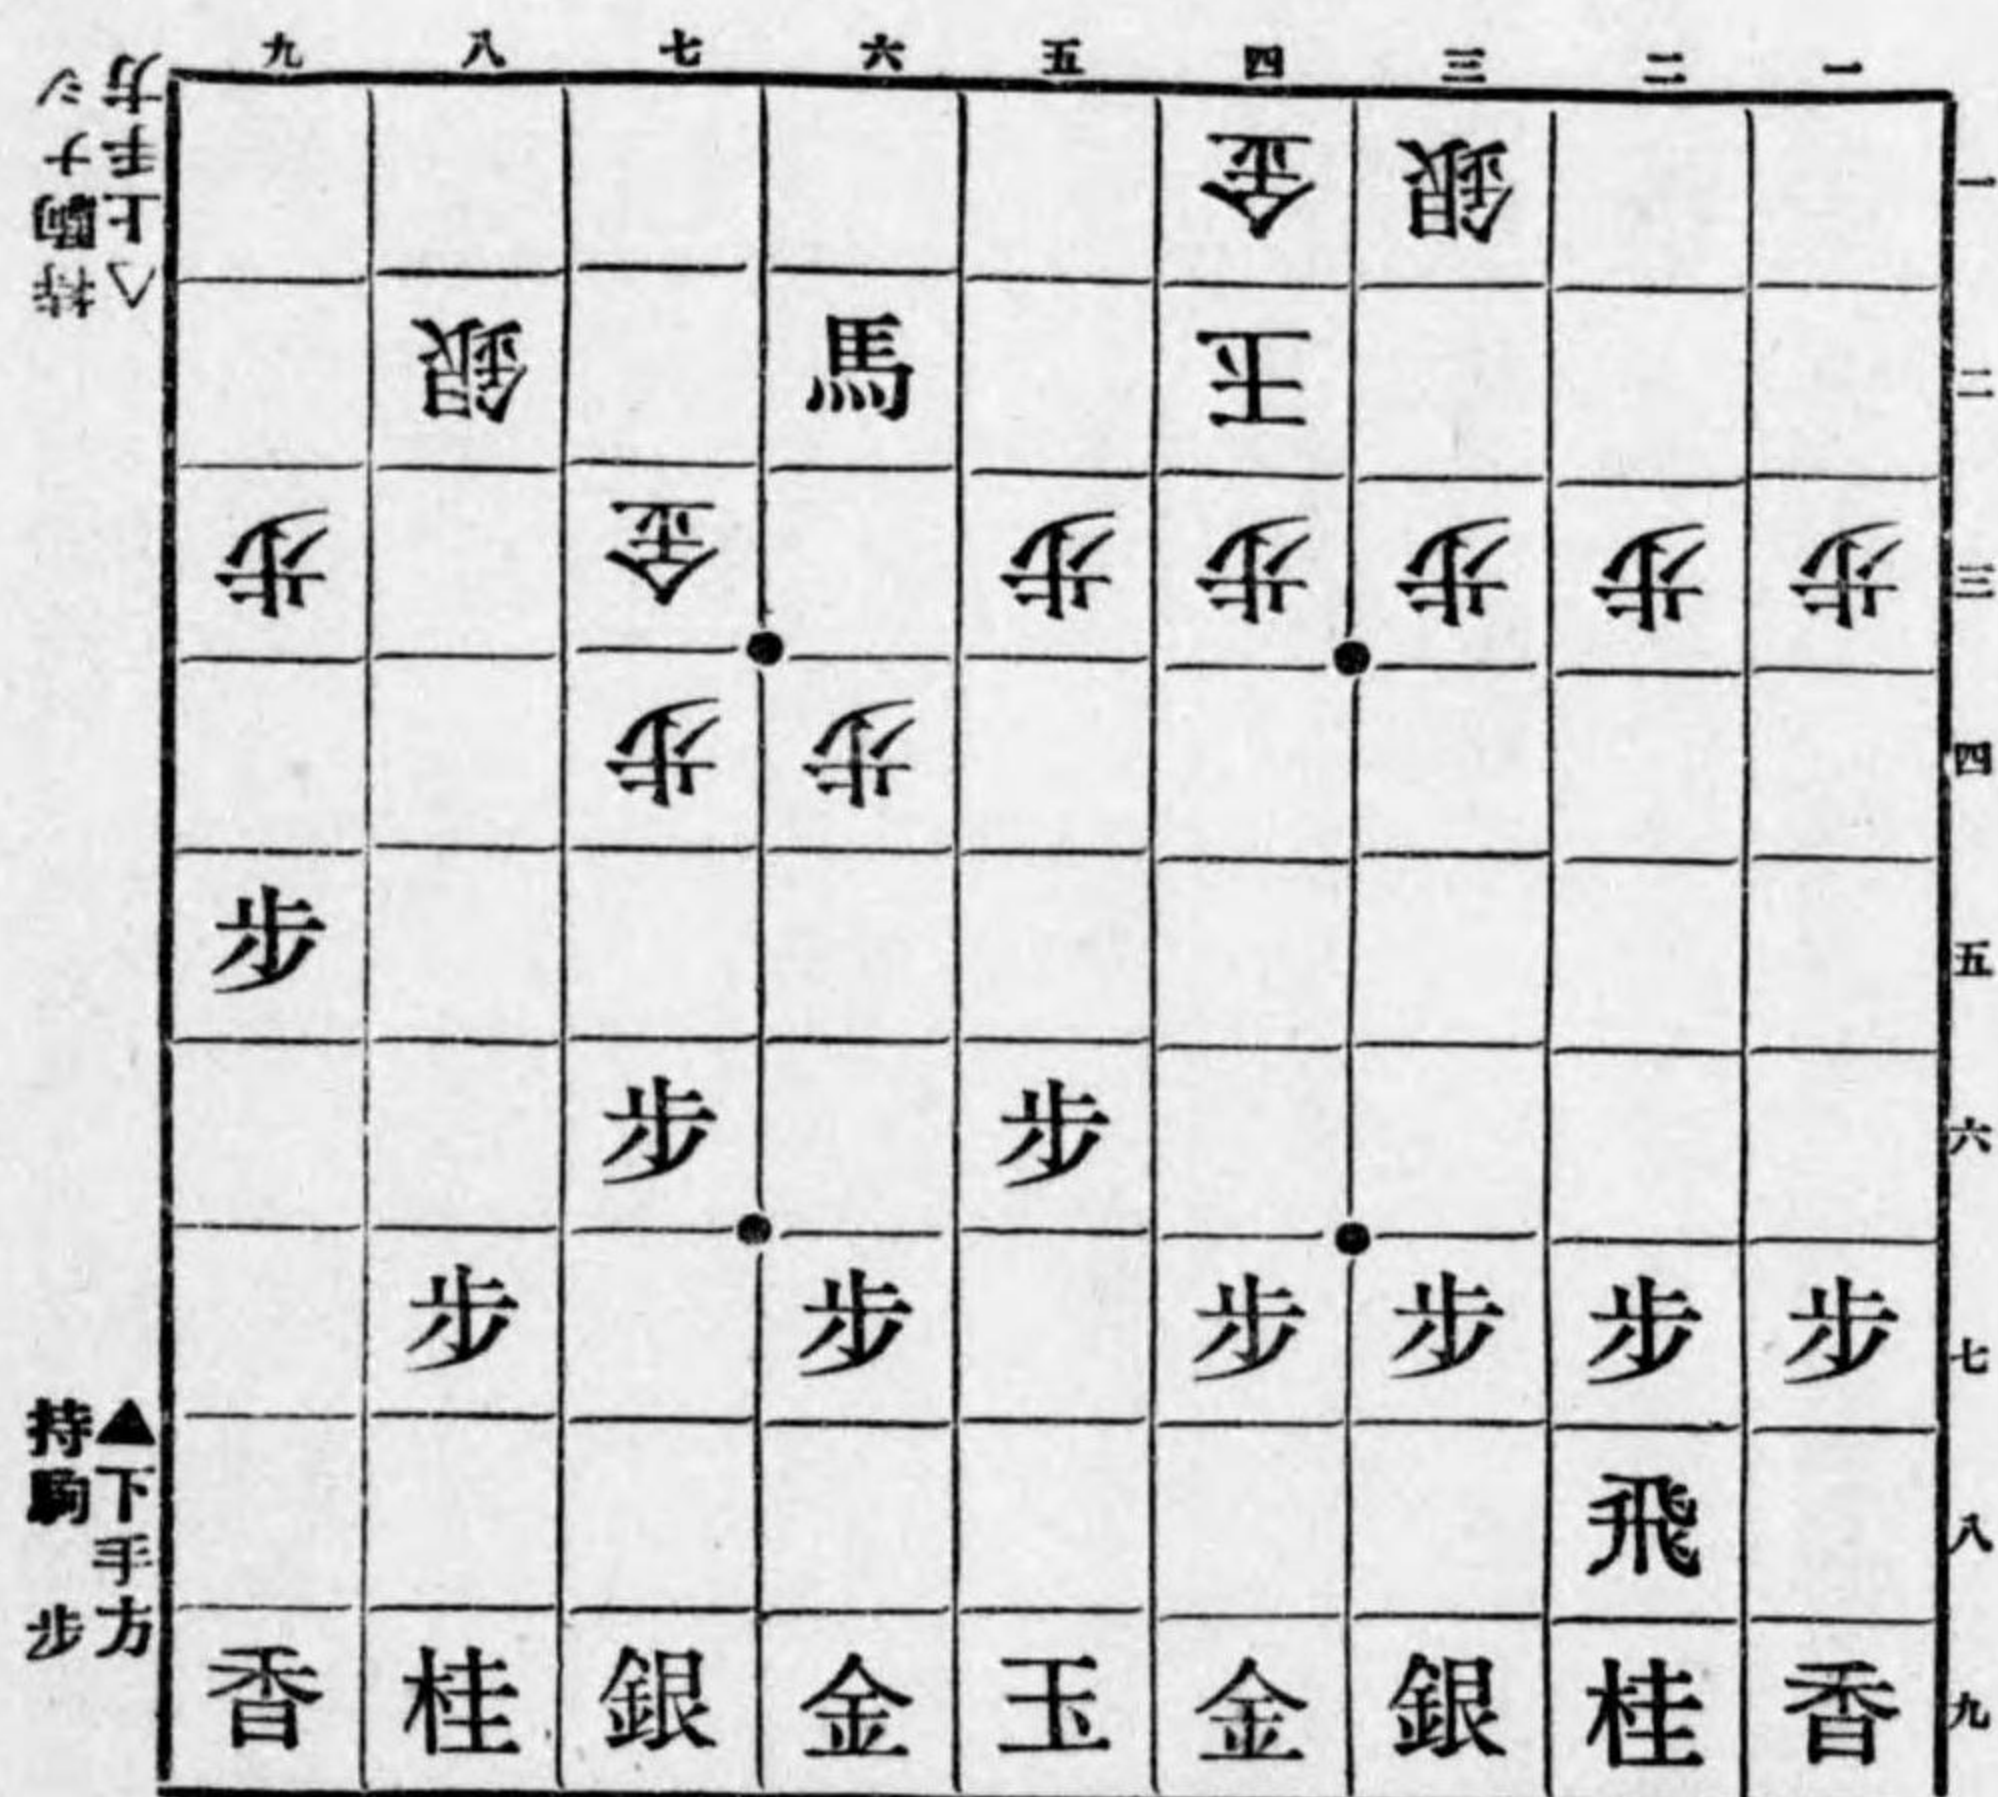 九 八 七 六 五 四 三 二 一
△上手方
持駒ナシ
金 銀 一
銀 馬 王 二
歩 金 歩 歩 歩 歩 歩 三
歩 歩 四
歩 五
歩 歩 六
歩 歩 歩 歩 歩 歩 七
飛 八
香 桂 銀 金 玉 金 銀 桂 香 九
▲下手方
持駒 歩